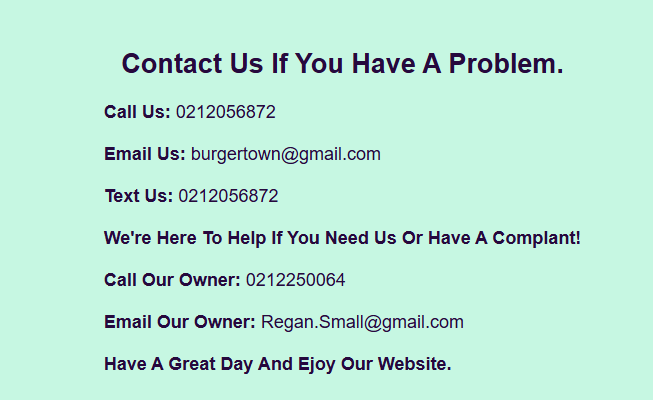 Contact Us If You Have A Problem.
Call Us: 0212056872
Email Us: burgertown@gmail.com
Text Us: 0212056872
We're Here To Help If You Need Us Or Have A Complant!
Call Our Owner: 0212250064
Email Our Owner: Regan.Small@gmail.com
Have A Great Day And Ejoy Our Website.